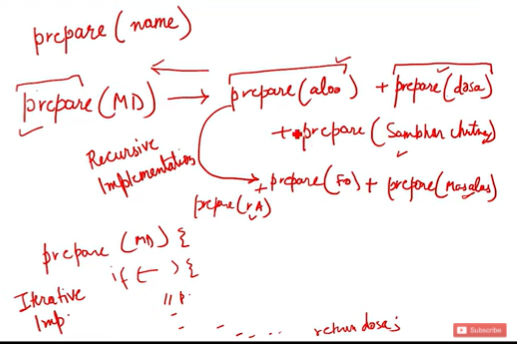 prepare(name)
prepare(MD) → prepare(aloo) + prepare(dosa)
+ prepare(Sambhar chutney)
Recursive
Implementation
prepare(rA) + prepare(FO) + prepare(Masalas)
prepare (MD) {
if (— ) {
Iterative
Imp.
return dosa;
Subscribe